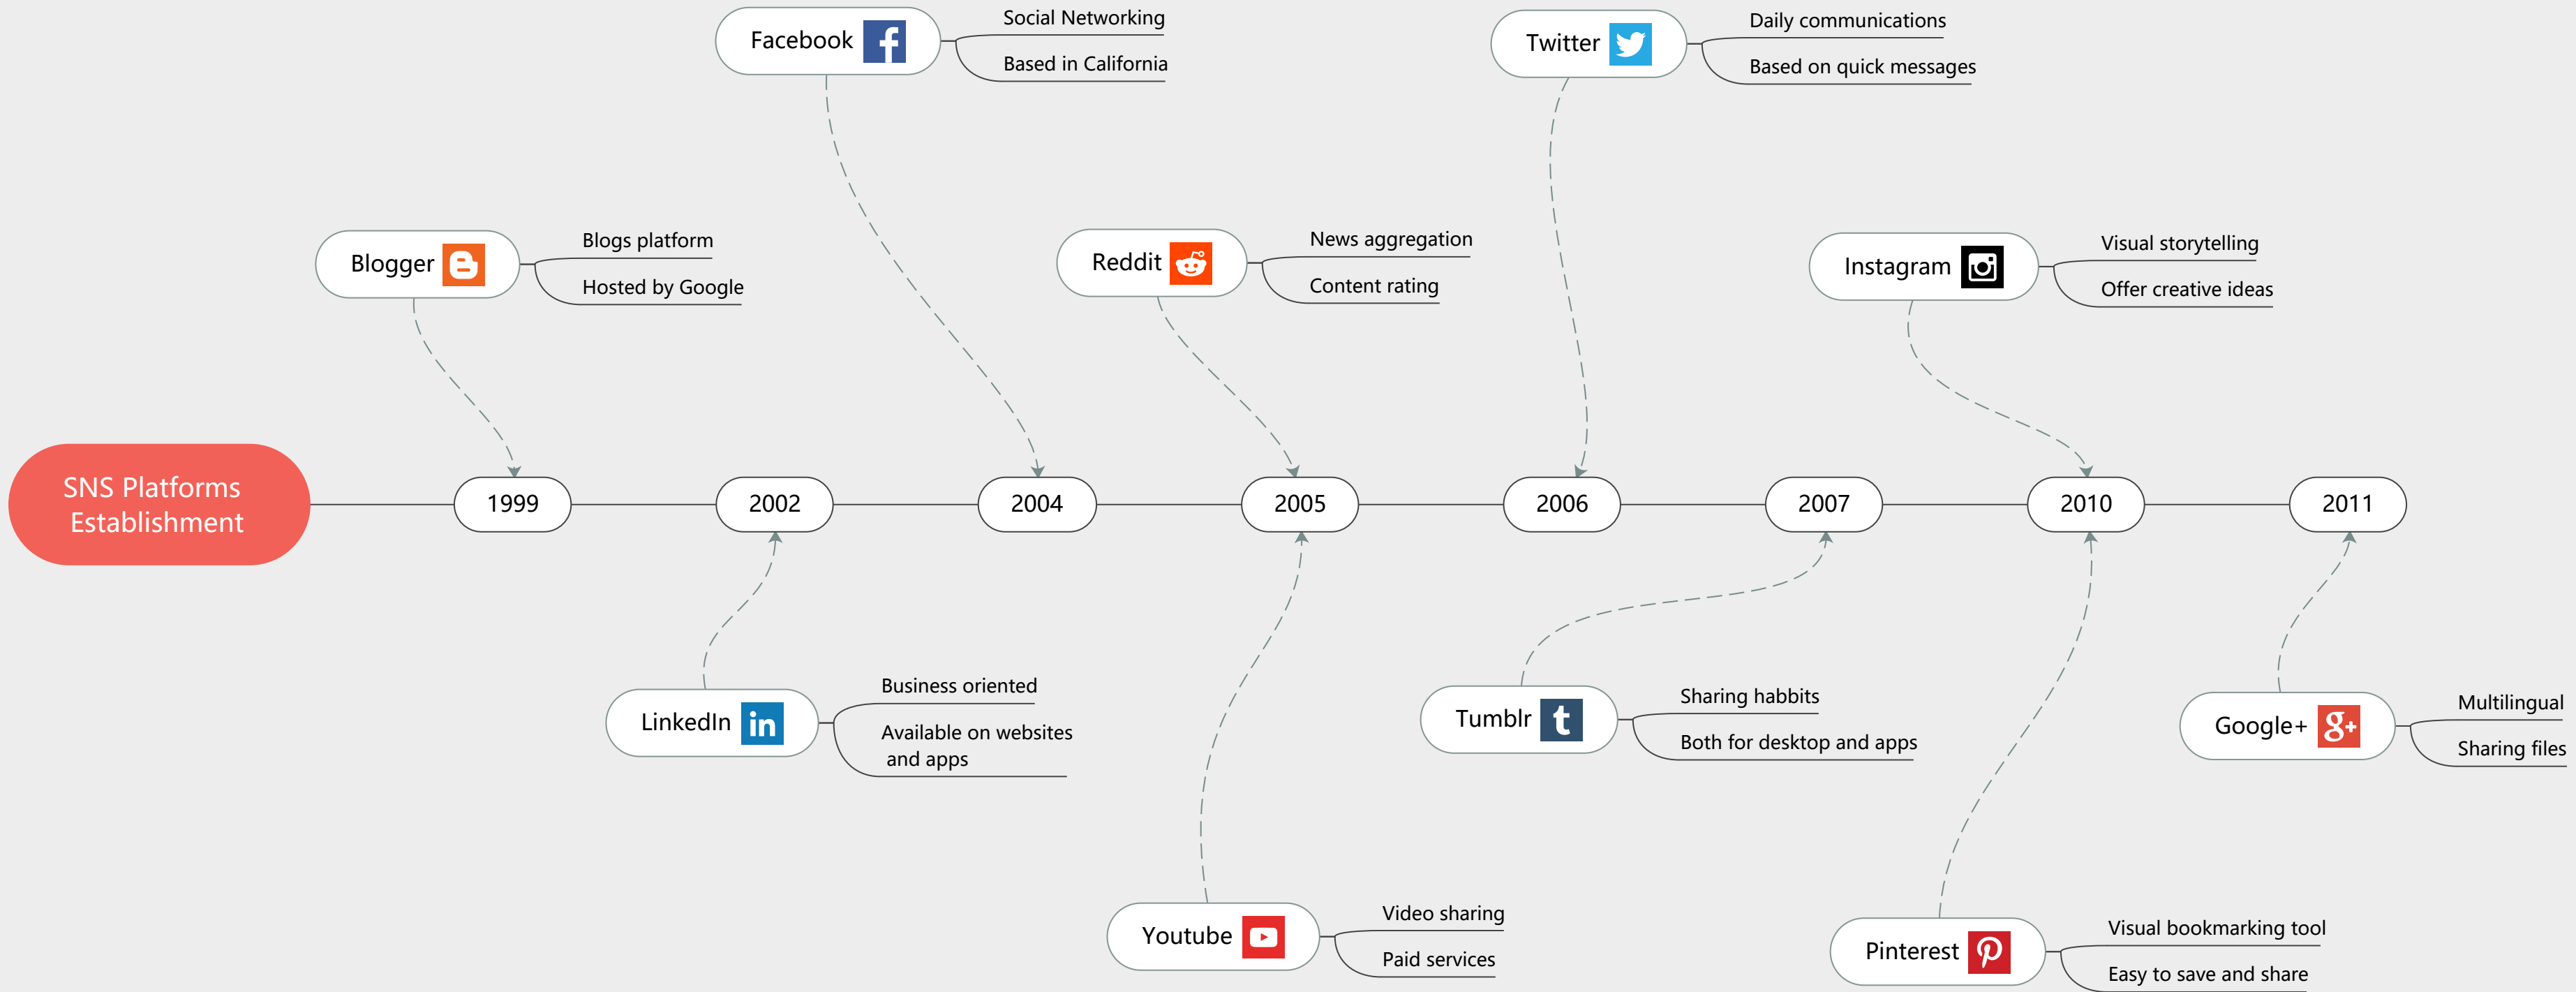 Facebook
Social Networking
Based in California
Twitter
Daily communications
Based on quick messages
Blogger
Blogs platform
Hosted by Google
Reddit
News aggregation
Content rating
Instagram
Visual storytelling
Offer creative ideas
SNS Platforms
Establishment
1999
2002
2004
2005
2006
2007
2010
2011
LinkedIn
in
Business oriented
Available on websites
and apps
Tumblr
t
Sharing habbits
Both for desktop and apps
Google+
g+
Multilingual
Sharing files
Youtube
Video sharing
Paid services
Pinterest
Visual bookmarking tool
Easy to save and share